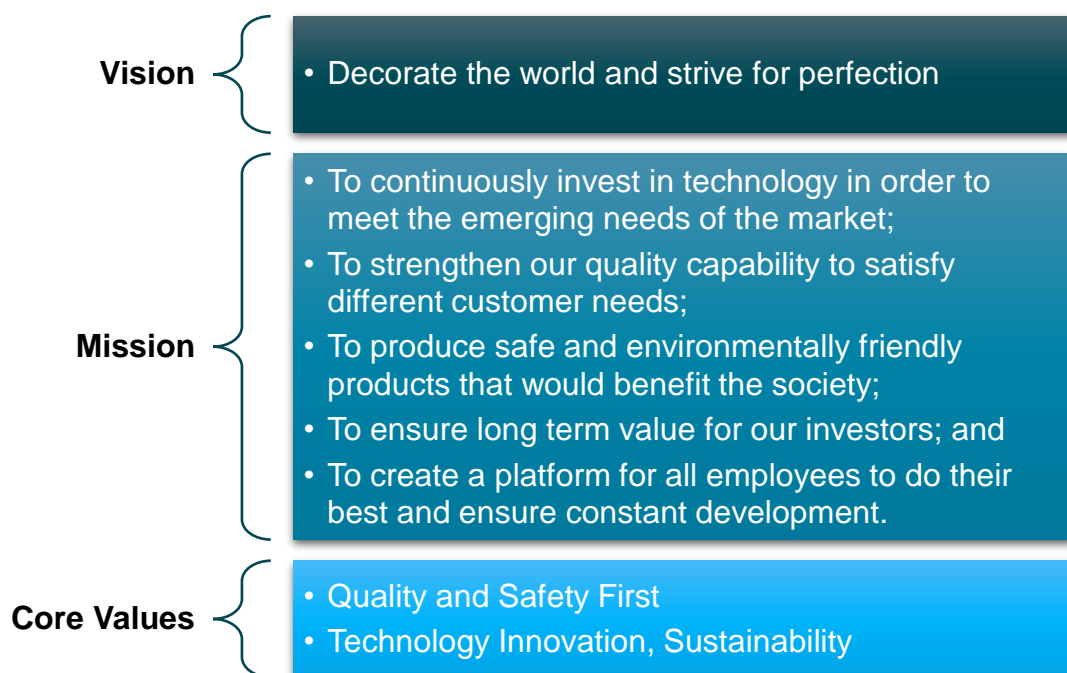 Vision
• Decorate the world and strive for perfection
Mission
• To continuously invest in technology in order to
meet the emerging needs of the market;
• To strengthen our quality capability to satisfy
different customer needs;
• To produce safe and environmentally friendly
products that would benefit the society;
• To ensure long term value for our investors; and
• To create a platform for all employees to do their
best and ensure constant development.
Core Values
• Quality and Safety First
• Technology Innovation, Sustainability